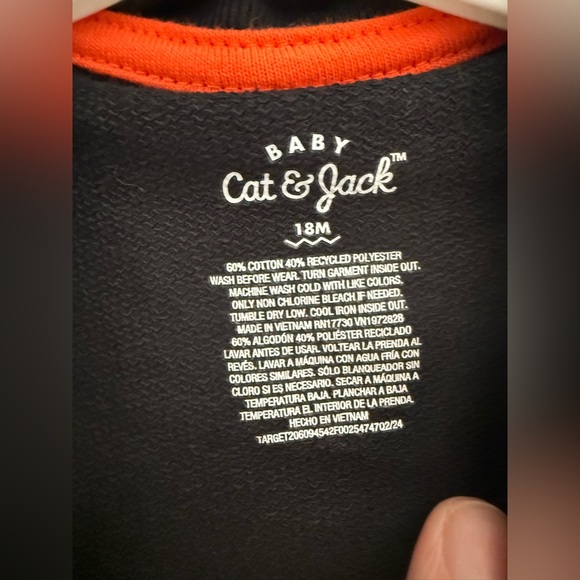 BABY
Cat & Jack™
18M
60% COTTON 40% RECYCLED POLYESTER
WASH BEFORE WEAR. TURN GARMENT INSIDE OUT.
MACHINE WASH COLD WITH LIKE COLORS.
ONLY NON CHLORINE BLEACH IF NEEDED.
TUMBLE DRY LOW. COOL IRON INSIDE OUT.
MADE IN VIETNAM RN17730 VN197282B
60% ALGODÓN 40% POLIÉSTER RECICLADO
LAVAR ANTES DE USAR. VOLTEAR LA PRENDA AL
REVÉS. LAVAR A MÁQUINA CON AGUA FRÍA CON
COLORES SIMILARES. SÓLO BLANQUEADOR SIN
CLORO SI ES NECESARIO. SECAR A MÁQUINA A
TEMPERATURA BAJA. PLANCHAR A BAJA
TEMPERATURA EL INTERIOR DE LA PRENDA.
HECHO EN VIETNAM
TARGET206094542F0025474702/24